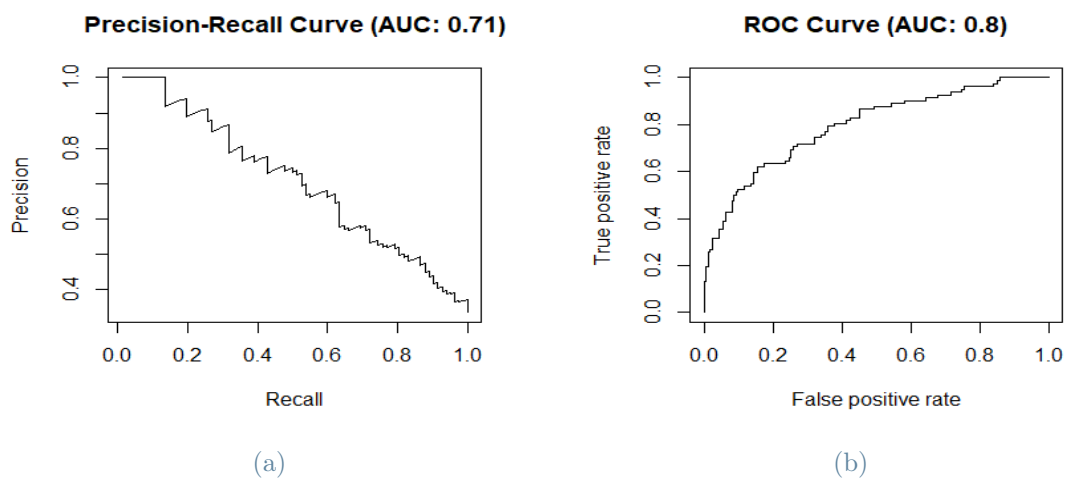 Precision-Recall Curve (AUC: 0.71)
1.0
0.8
0.6
0.4
Precision
0.0 0.2 0.4 0.6 0.8 1.0
Recall
(a)
ROC Curve (AUC: 0.8)
1.0
0.8
0.6
0.4
0.2
0.0
True positive rate
0.0 0.2 0.4 0.6 0.8 1.0
False positive rate
(b)